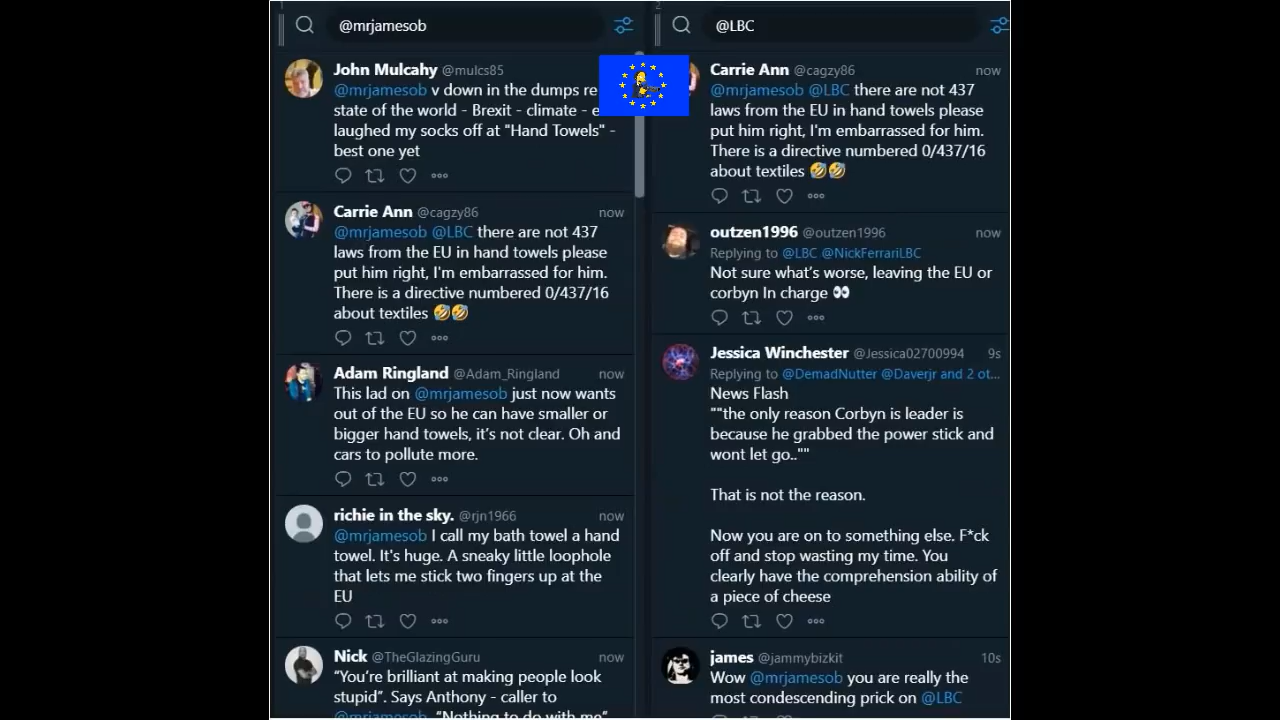 1
@mrjamesob
John Mulcahy @mulcs85
@mrjamesob v down in the dumps re
state of the world - Brexit - climate - e
laughed my socks off at "Hand Towels" -
best one yet
Carrie Ann @cagzy86 now
@mrjamesob @LBC there are not 437
laws from the EU in hand towels please
put him right, I'm embarrassed for him.
There is a directive numbered 0/437/16
about textiles 🤣🤣
Adam Ringland @Adam_Ringland now
This lad on @mrjamesob just now wants
out of the EU so he can have smaller or
bigger hand towels, it's not clear. Oh and
cars to pollute more.
richie in the sky. @rjn1966 now
@mrjamesob I call my bath towel a hand
towel. It's huge. A sneaky little loophole
that lets me stick two fingers up at the
EU
Nick @TheGlazingGuru now
“You're brilliant at making people look
stupid”. Says Anthony - caller to
@mrjamesob. “Nothing to do with me”
2
@LBC
Carrie Ann @cagzy86 now
@mrjamesob @LBC there are not 437
laws from the EU in hand towels please
put him right, I'm embarrassed for him.
There is a directive numbered 0/437/16
about textiles 🤣🤣
outzen1996 @outzen1996 now
Replying to @LBC @NickFerrariLBC
Not sure what's worse, leaving the EU or
corbyn In charge 👀
Jessica Winchester @Jessica02700994 9s
Replying to @DemadNutter @Daverjr and 2 ot...
News Flash
""the only reason Corbyn is leader is
because he grabbed the power stick and
wont let go..""
That is not the reason.
Now you are on to something else. F*ck
off and stop wasting my time. You
clearly have the comprehension ability of
a piece of cheese
james @jammybizkit 10s
Wow @mrjamesob you are really the
most condescending prick on @LBC